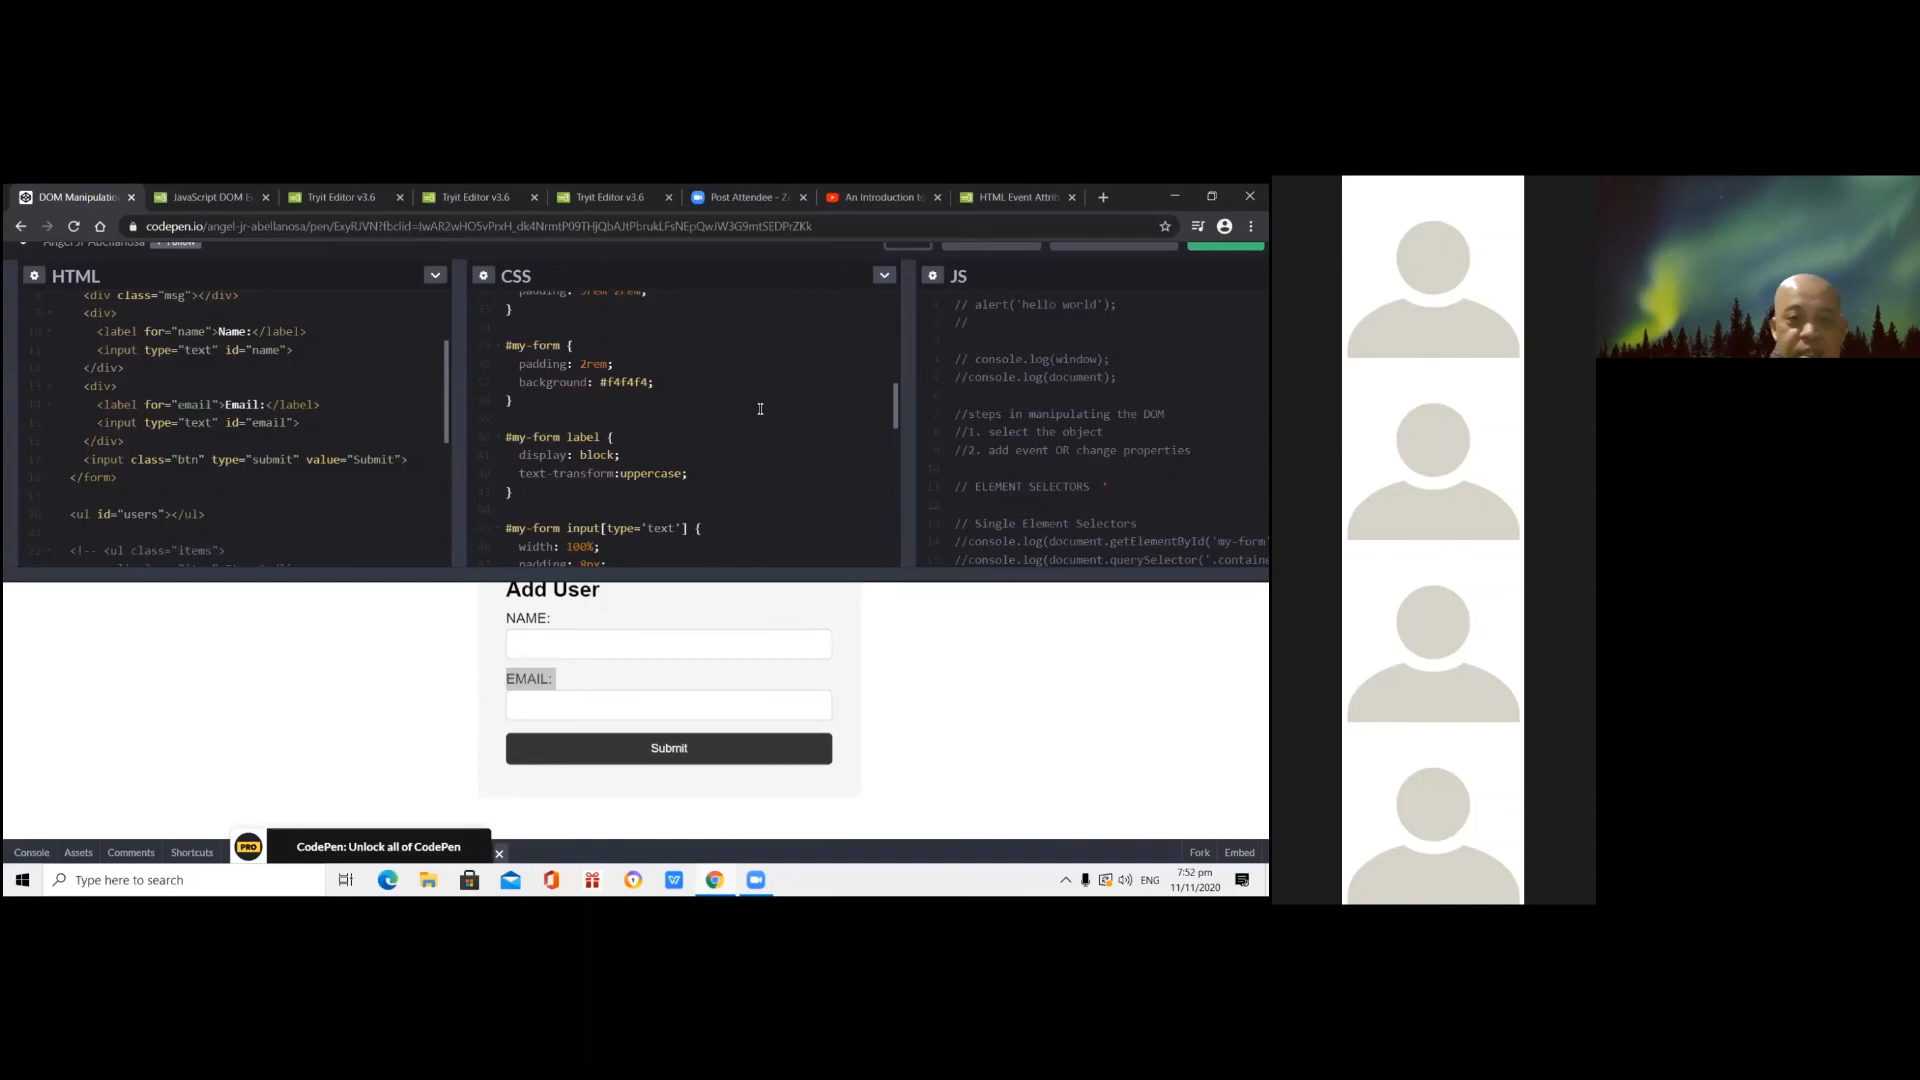 DOM Manipulatio
JavaScript DOM E
Tryit Editor v3.6
Tryit Editor v3.6
Tryit Editor v3.6
Post Attendee - Z
An Introduction to
HTML Event Attrib
codepen.io/angel-jr-abellanosa/pen/ExyRJVN?fbclid=IwAR2wHO5vPrxH_dk4NrmtP09THjQbAJtPbrukLFsNEpQwJW3G9mtSEDPrZKk
Angel Jr Abellanosa
+ Follow
HTML
<div class="msg"></div>
<div>
<label for="name">Name:</label>
<input type="text" id="name">
</div>
<div>
<label for="email">Email:</label>
<input type="text" id="email">
</div>
<input class="btn" type="submit" value="Submit">
</form>
<ul id="users"></ul>
<!-- <ul class="items">
CSS
}
#my-form {
padding: 2rem;
background: #f4f4f4;
}
#my-form label {
display: block;
text-transform:uppercase;
}
#my-form input[type='text'] {
width: 100%;
padding: 8px;
JS
// alert('hello world');
//
// console.log(window);
//console.log(document);
//steps in manipulating the DOM
//1. select the object
//2. add event OR change properties
// ELEMENT SELECTORS '
// Single Element Selectors
//console.log(document.getElementById('my-form'
//console.log(document.querySelector('.containe
Add User
NAME:
EMAIL:
Submit
Console
Assets
Comments
Shortcuts
PRO
CodePen: Unlock all of CodePen
Fork
Embed
Type here to search
ENG
7:52 pm
11/11/2020